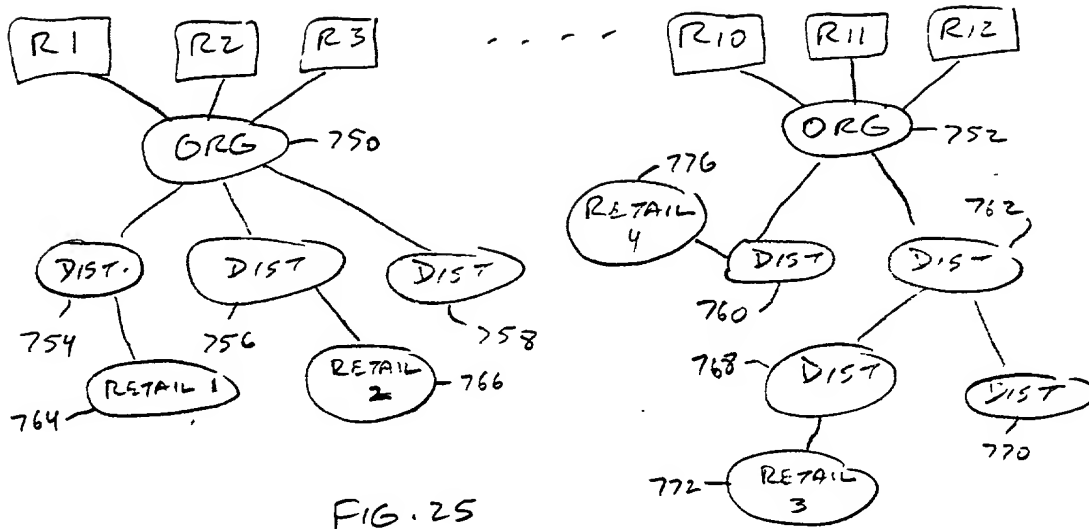 R1 R2 R3 . . . . R10 R11 R12
ORG 750 ORG 752
776
RETAIL
4
762
DIST. DIST DIST DIST DIST
754 756 758 760
RETAIL 1 RETAIL
2 766 768 DIST DIST
764 770
772 RETAIL
3
FIG. 25